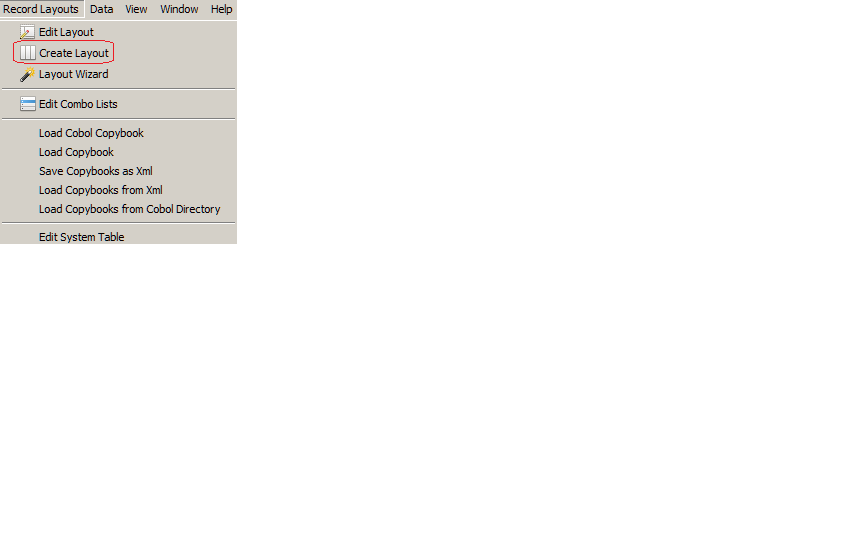 Record Layouts Data View Window Help
Edit Layout
Create Layout
Layout Wizard
Edit Combo Lists
Load Cobol Copybook
Load Copybook
Save Copybooks as Xml
Load Copybooks from Xml
Load Copybooks from Cobol Directory
Edit System Table